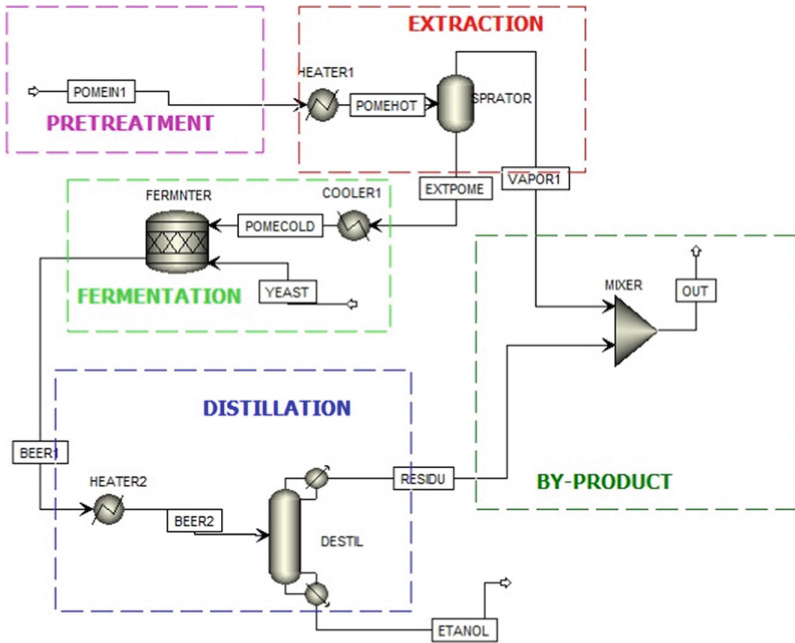 EXTRACTION
HEATER1
POMEIN1
POMEHOT
SPRATOR
PRETREATMENT
EXTPOME
VAPOR1
FERMNTER
COOLER1
POMECOLD
YEAST
FERMENTATION
MIXER
OUT
DISTILLATION
BEER1
HEATER2
BEER2
RESIDU
BY-PRODUCT
DESTIL
ETANOL